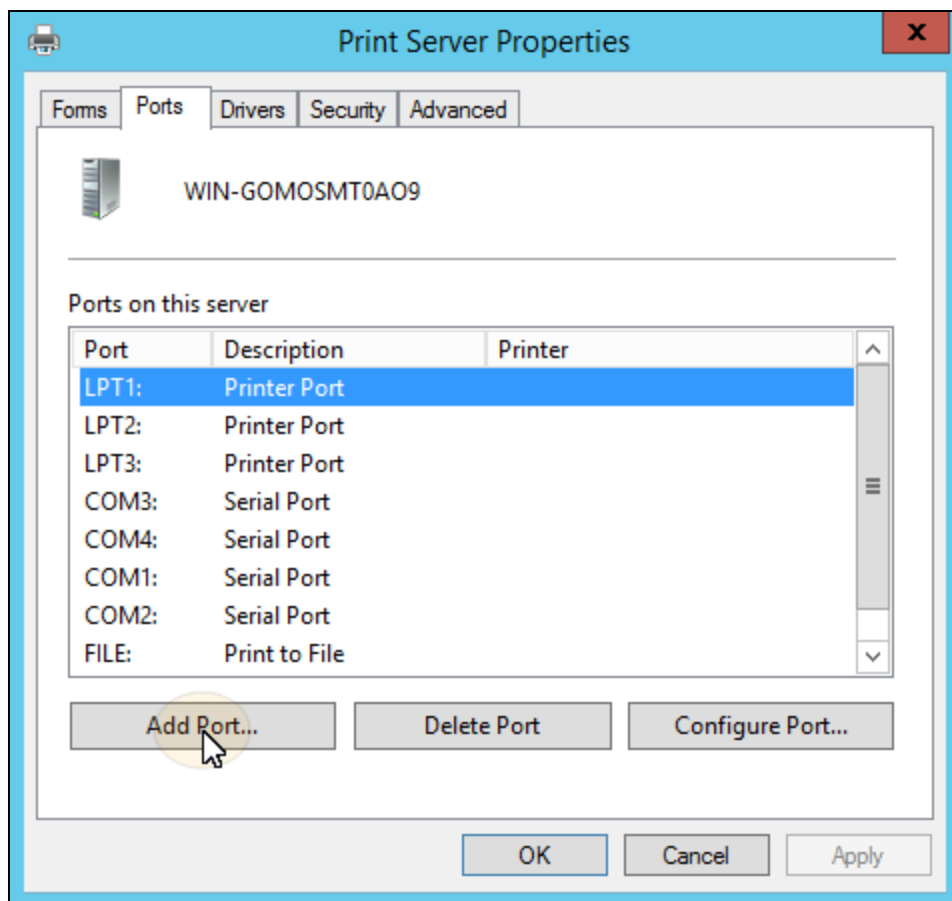 Print Server Properties
x
Forms Ports Drivers Security Advanced
WIN-GOMOSMT0AO9
Ports on this server
Port Description Printer
LPT1: Printer Port
LPT2: Printer Port
LPT3: Printer Port
COM3: Serial Port
COM4: Serial Port
COM1: Serial Port
COM2: Serial Port
FILE: Print to File
Add Port... Delete Port Configure Port...
OK Cancel Apply